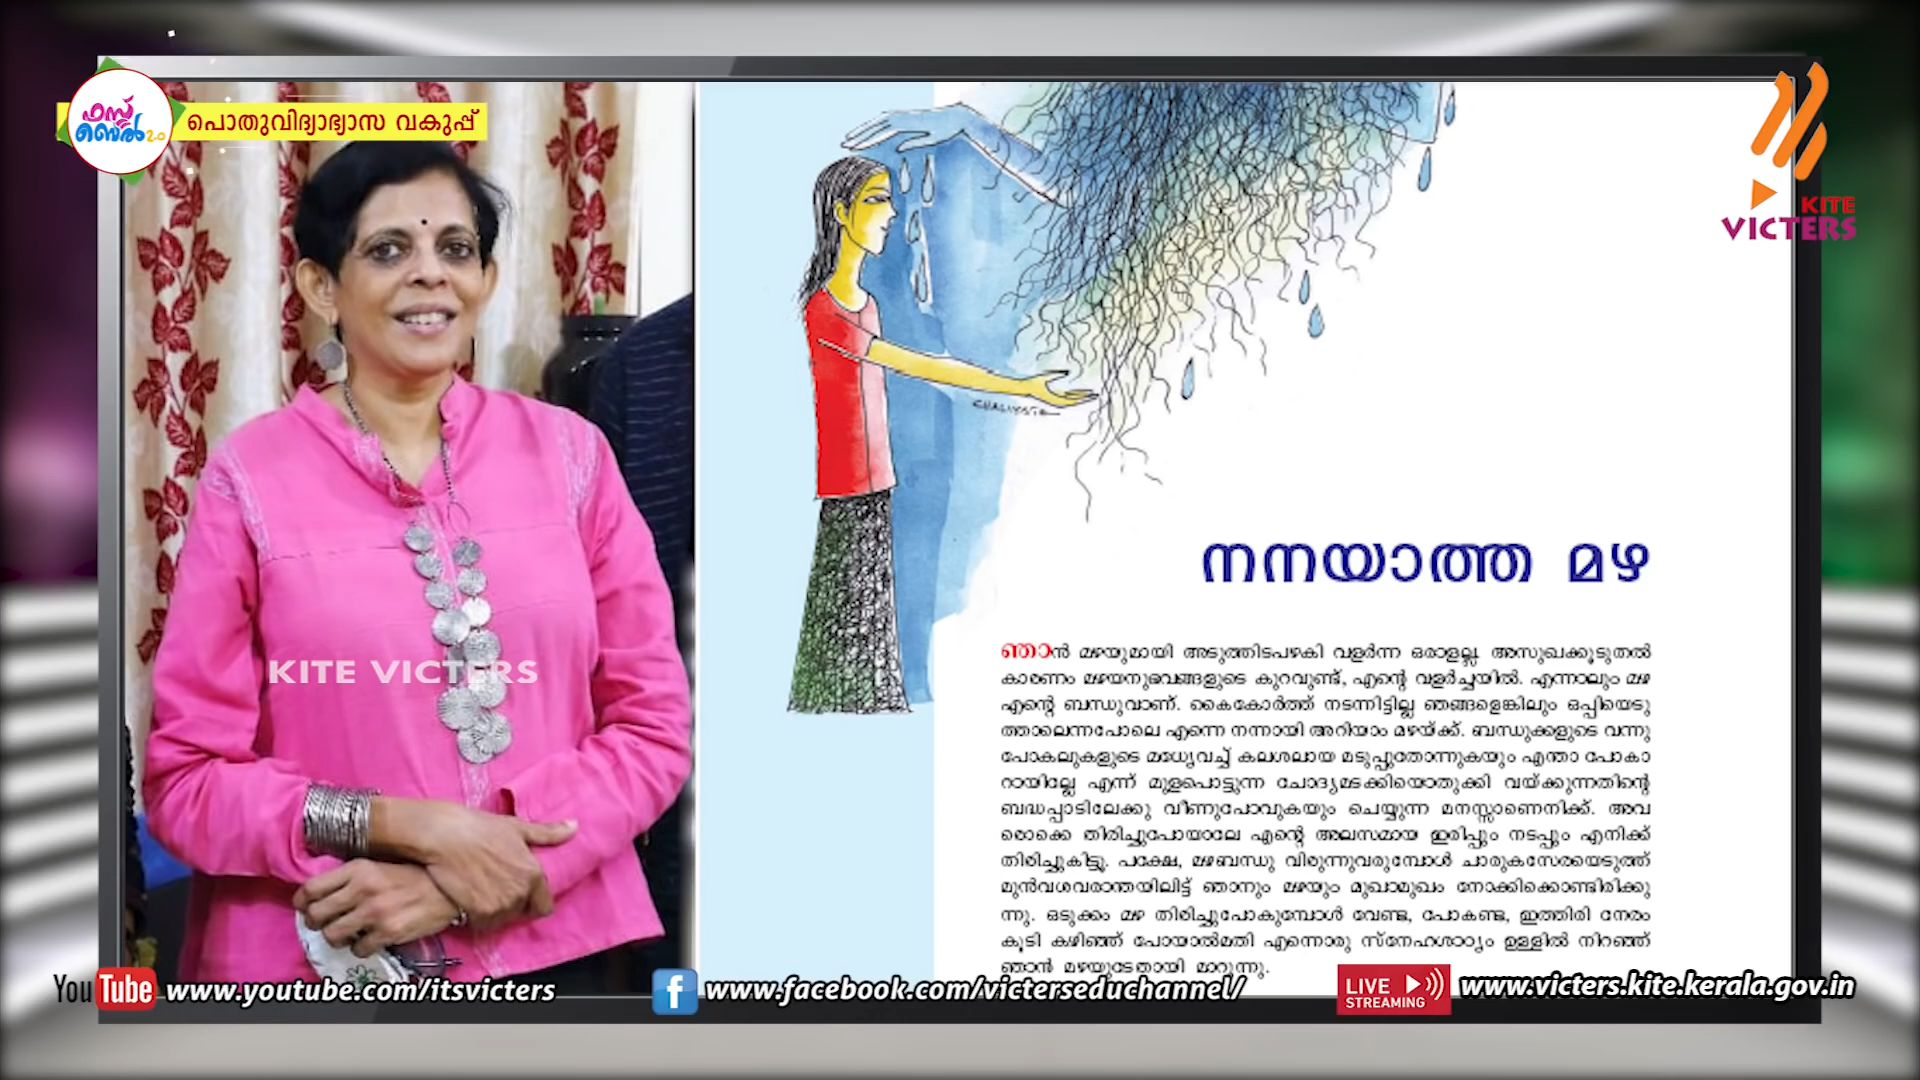 ഫസ്റ്റ്
ബെൽ 2.0
പൊതുവിദ്യാഭ്യാസ വകുപ്പ്
KITE
VICTERS
KITE VICTERS
നനയാത്ത മഴ
ഞാൻ മഴയുമായി അടുത്തിടപഴകി വളർന്ന ഒരാളല്ല. അസുഖക്കൂടുതൽ
കാരണം മഴയനുഭവങ്ങളുടെ കുറവുണ്ട്, എന്റെ വളർച്ചയിൽ. എന്നാലും മഴ
എന്റെ ബന്ധുവാണ്. കൈകോർത്ത് നടന്നിട്ടില്ല ഞങ്ങളെങ്കിലും ഒപ്പിയെടു
ത്താലെന്നപോലെ എന്നെ നന്നായി അറിയാം മഴയ്ക്ക്. ബന്ധുക്കളുടെ വന്നു
പോകലുകളുടെ മധ്യേവച്ച് കലശലായ മടുപ്പുതോന്നുകയും എന്താ പോകാ
റായില്ലേ എന്ന് മുളപൊട്ടുന്ന ചോദ്യമടക്കിയൊതുക്കി വയ്ക്കുന്നതിന്റെ
ബദ്ധപ്പാടിലേക്കു വീണുപോവുകയും ചെയ്യുന്ന മനസ്സാണെനിക്ക്. അവ
രൊക്കെ തിരിച്ചുപോയാലേ എന്റെ അലസമായ ഇരിപ്പും നടപ്പും എനിക്ക്
തിരിച്ചുകിട്ടൂ. പക്ഷേ, മഴബന്ധു വിരുന്നുവരുമ്പോൾ ചാരുകസേരയെടുത്ത്
മുൻവശവരാന്തയിലിട്ട് ഞാനും മഴയും മുഖാമുഖം നോക്കിക്കൊണ്ടിരിക്കു
ന്നു. ഒടുക്കം മഴ തിരിച്ചുപോകുമ്പോൾ വേണ്ട, പോകണ്ട, ഇത്തിരി നേരം
കൂടി കഴിഞ്ഞ് പോയാൽമതി എന്നൊരു സ്നേഹശാഠ്യം ഉള്ളിൽ നിറഞ്ഞ്
ഞാൻ മഴയുടേതായി മാറുന്നു.
You Tube www.youtube.com/itsvicters
f www.facebook.com/victerseduchannel/
LIVE
STREAMING
www.victers.kite.kerala.gov.in